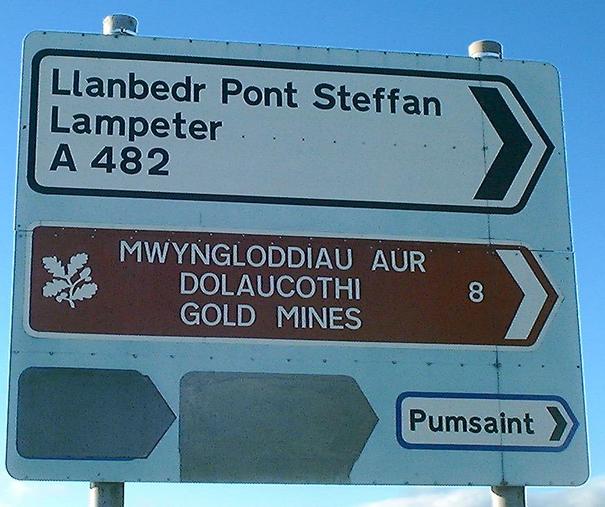 Llanbedr Pont Steffan
Lampeter
A 482
MWYNGLODDIAU AUR
DOLAUCOTHI
GOLD MINES
8
Pumsaint